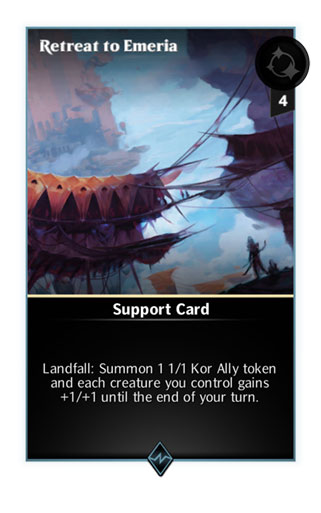 Retreat to Emeria
4
Support Card
Landfall: Summon 1 1/1 Kor Ally token
and each creature you control gains
+1/+1 until the end of your turn.